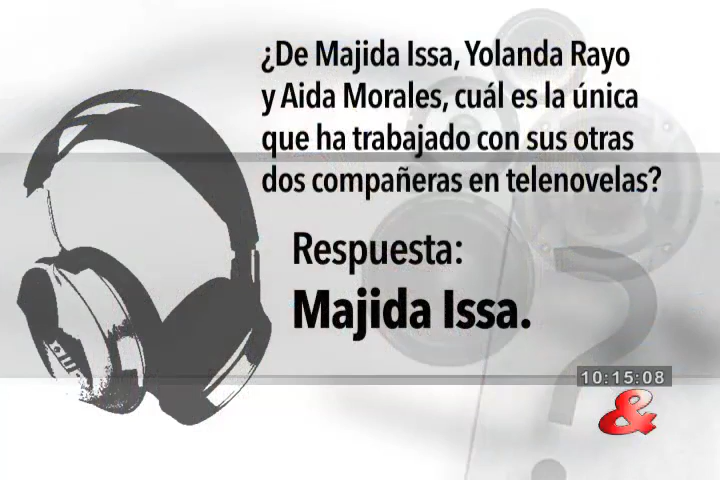 ¿De Majida Issa, Yolanda Rayo
y Aida Morales, cuál es la única
que ha trabajado con sus otras
dos compañeras en telenovelas?
Respuesta:
Majida Issa.
10:15:08
&